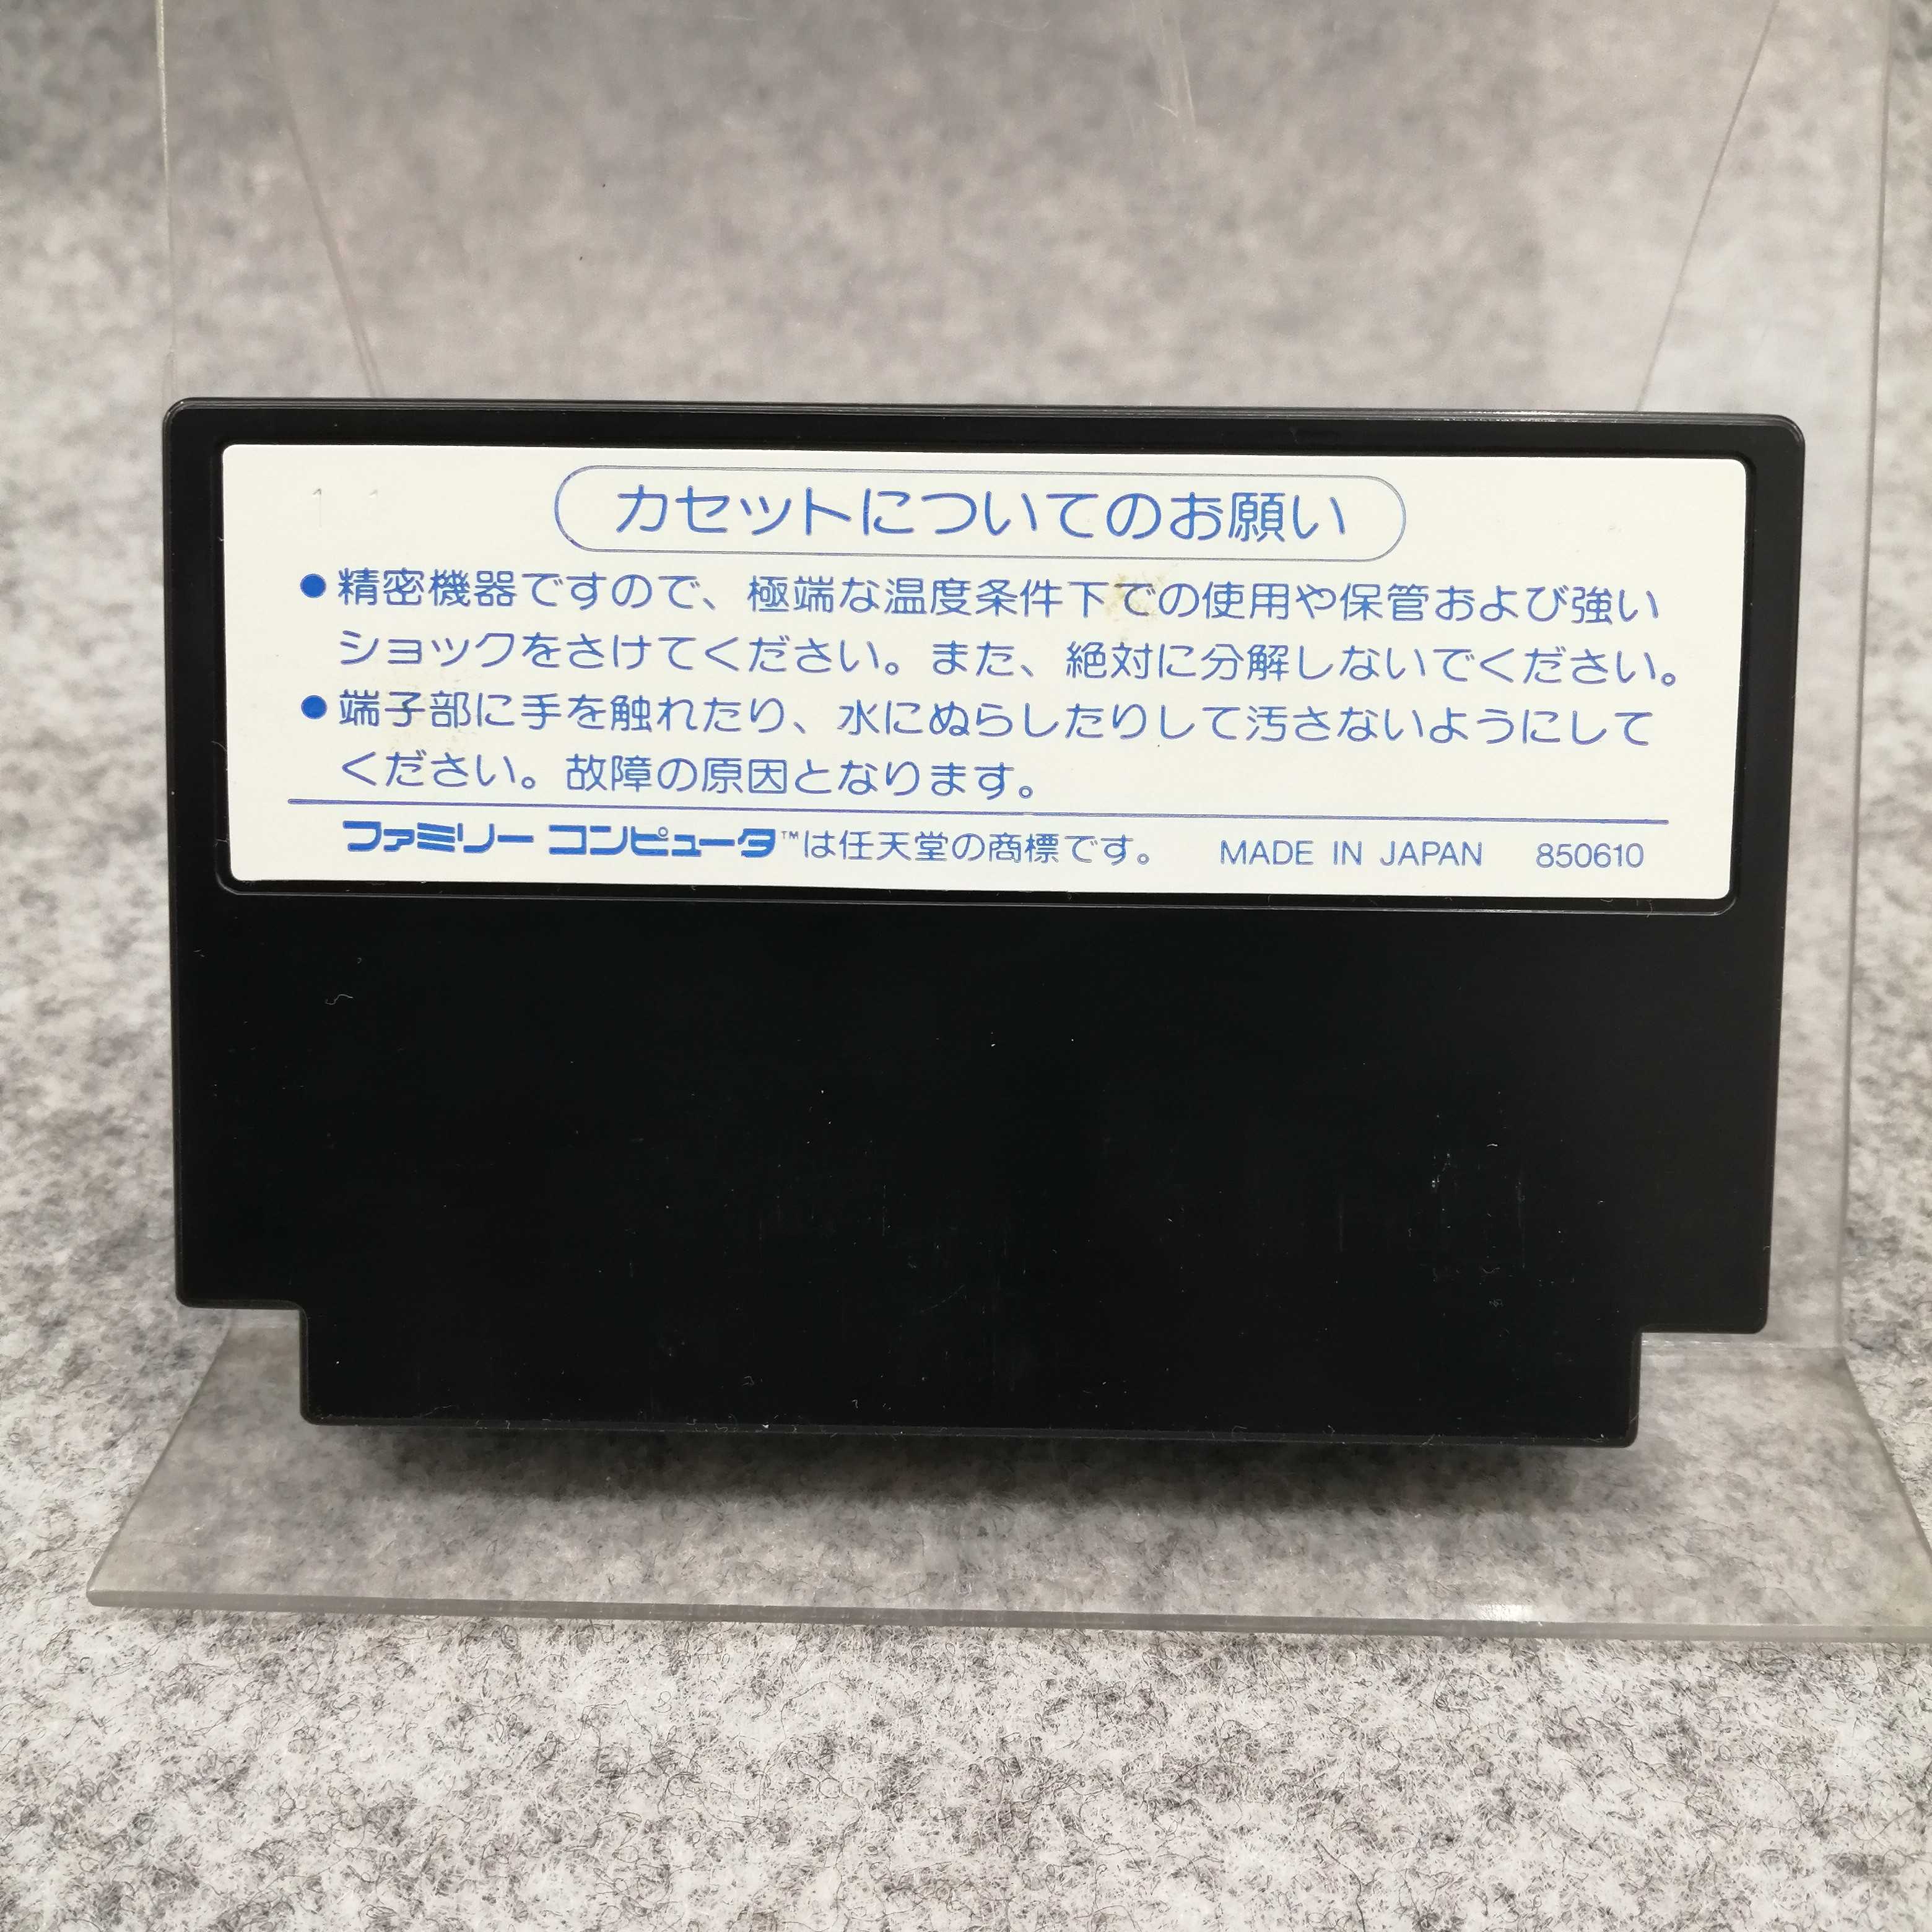 カセットについてのお願い
●精密機器ですので、極端な温度条件下での使用や保管および強い
ショックをさけてください。また、絶対に分解しないでください。
●端子部に手を触れたり、水にぬらしたりして汚さないようにして
ください。故障の原因となります。
ファミリー コンピュータ™は任天堂の商標です。 MADE IN JAPAN 850610